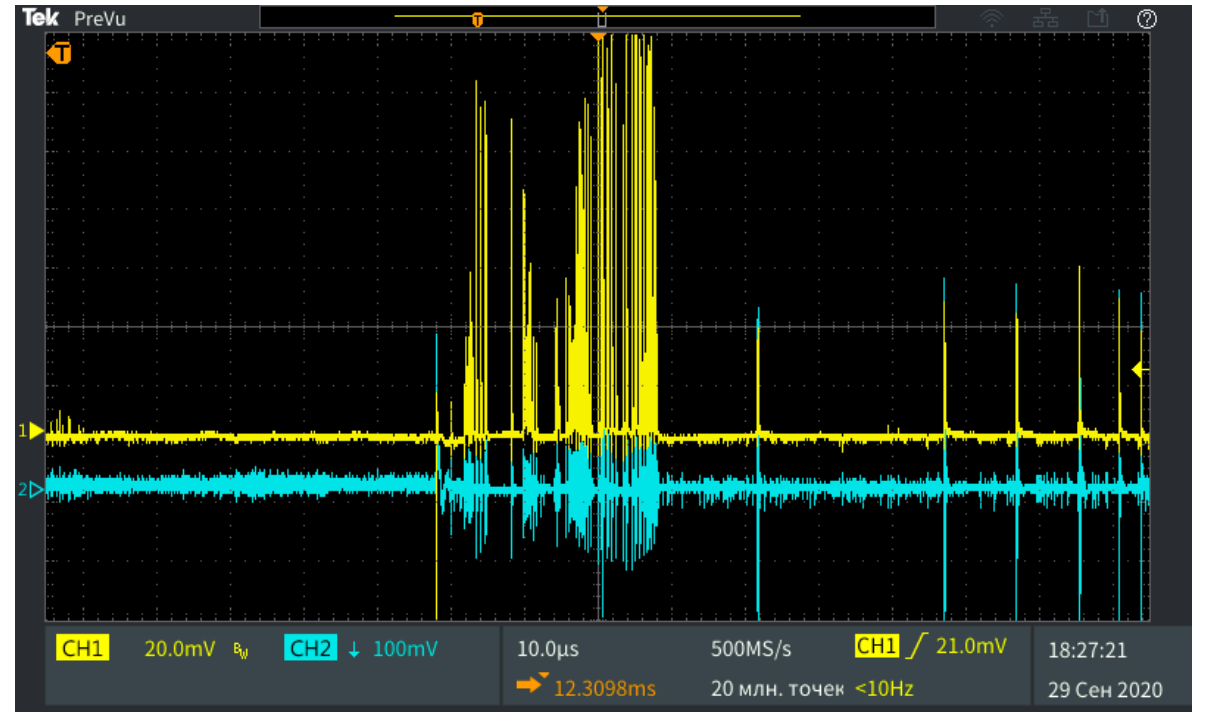 Tek PreVu
T
T
1
2
CH1 20.0mV BW CH2 ↓ 100mV
10.0µs 500MS/s CH1 / 21.0mV 18:27:21
12.3098ms 20 млн. точек <10Hz 29 Сен 2020